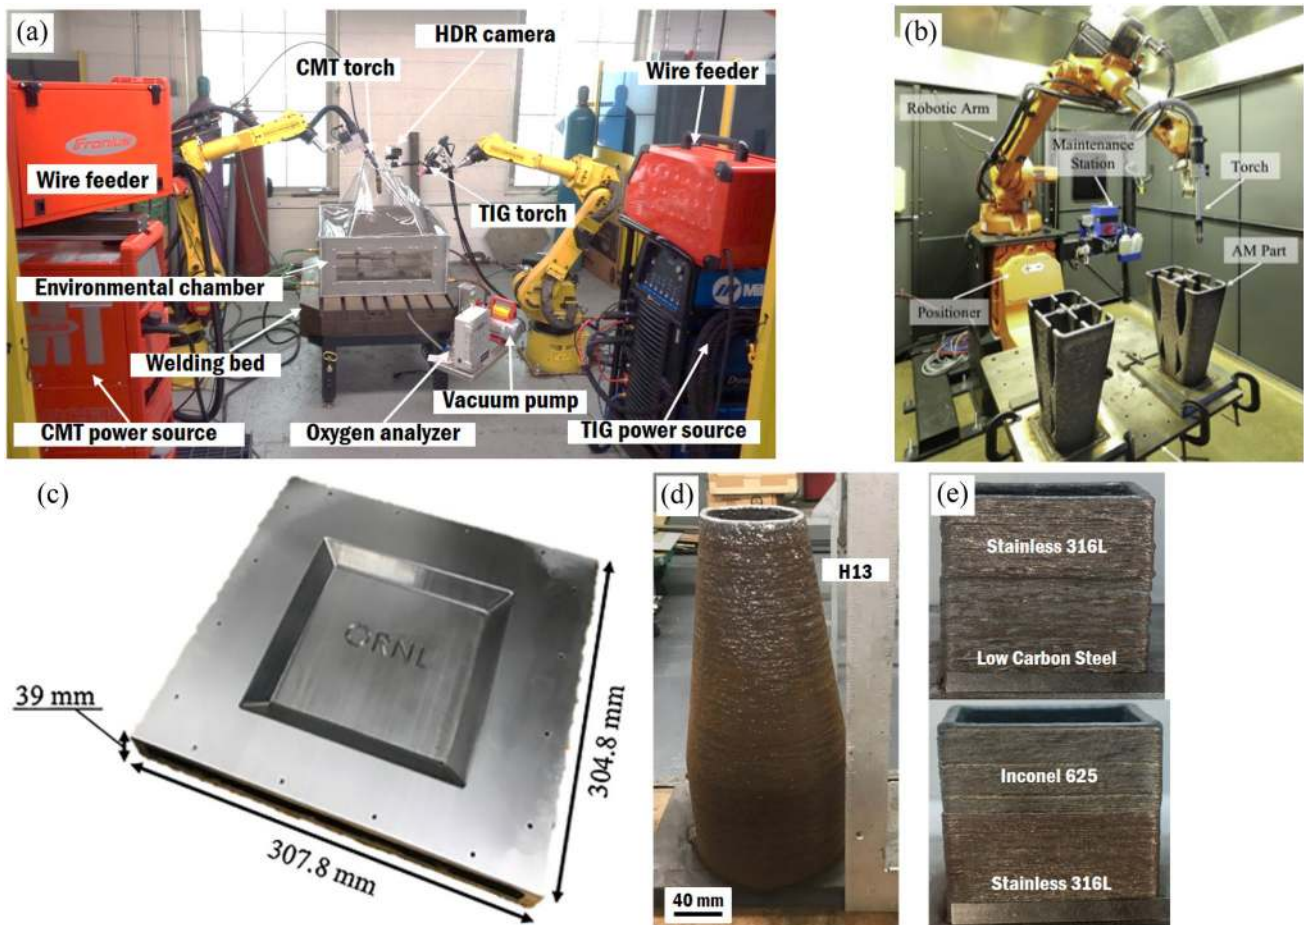 (a)
HDR camera
CMT torch
Wire feeder
Fronius
Wire feeder
TIG torch
Environmental chamber
Welding bed
Vacuum pump
CMT power source
Oxygen analyzer
TIG power source
(b)
Robotic Arm
Maintenance
Station
Torch
AM Part
Positioner
(c)
ORNL
39 mm
304.8 mm
307.8 mm
(d)
H13
40 mm
(e)
Stainless 316L
Low Carbon Steel
Inconel 625
Stainless 316L